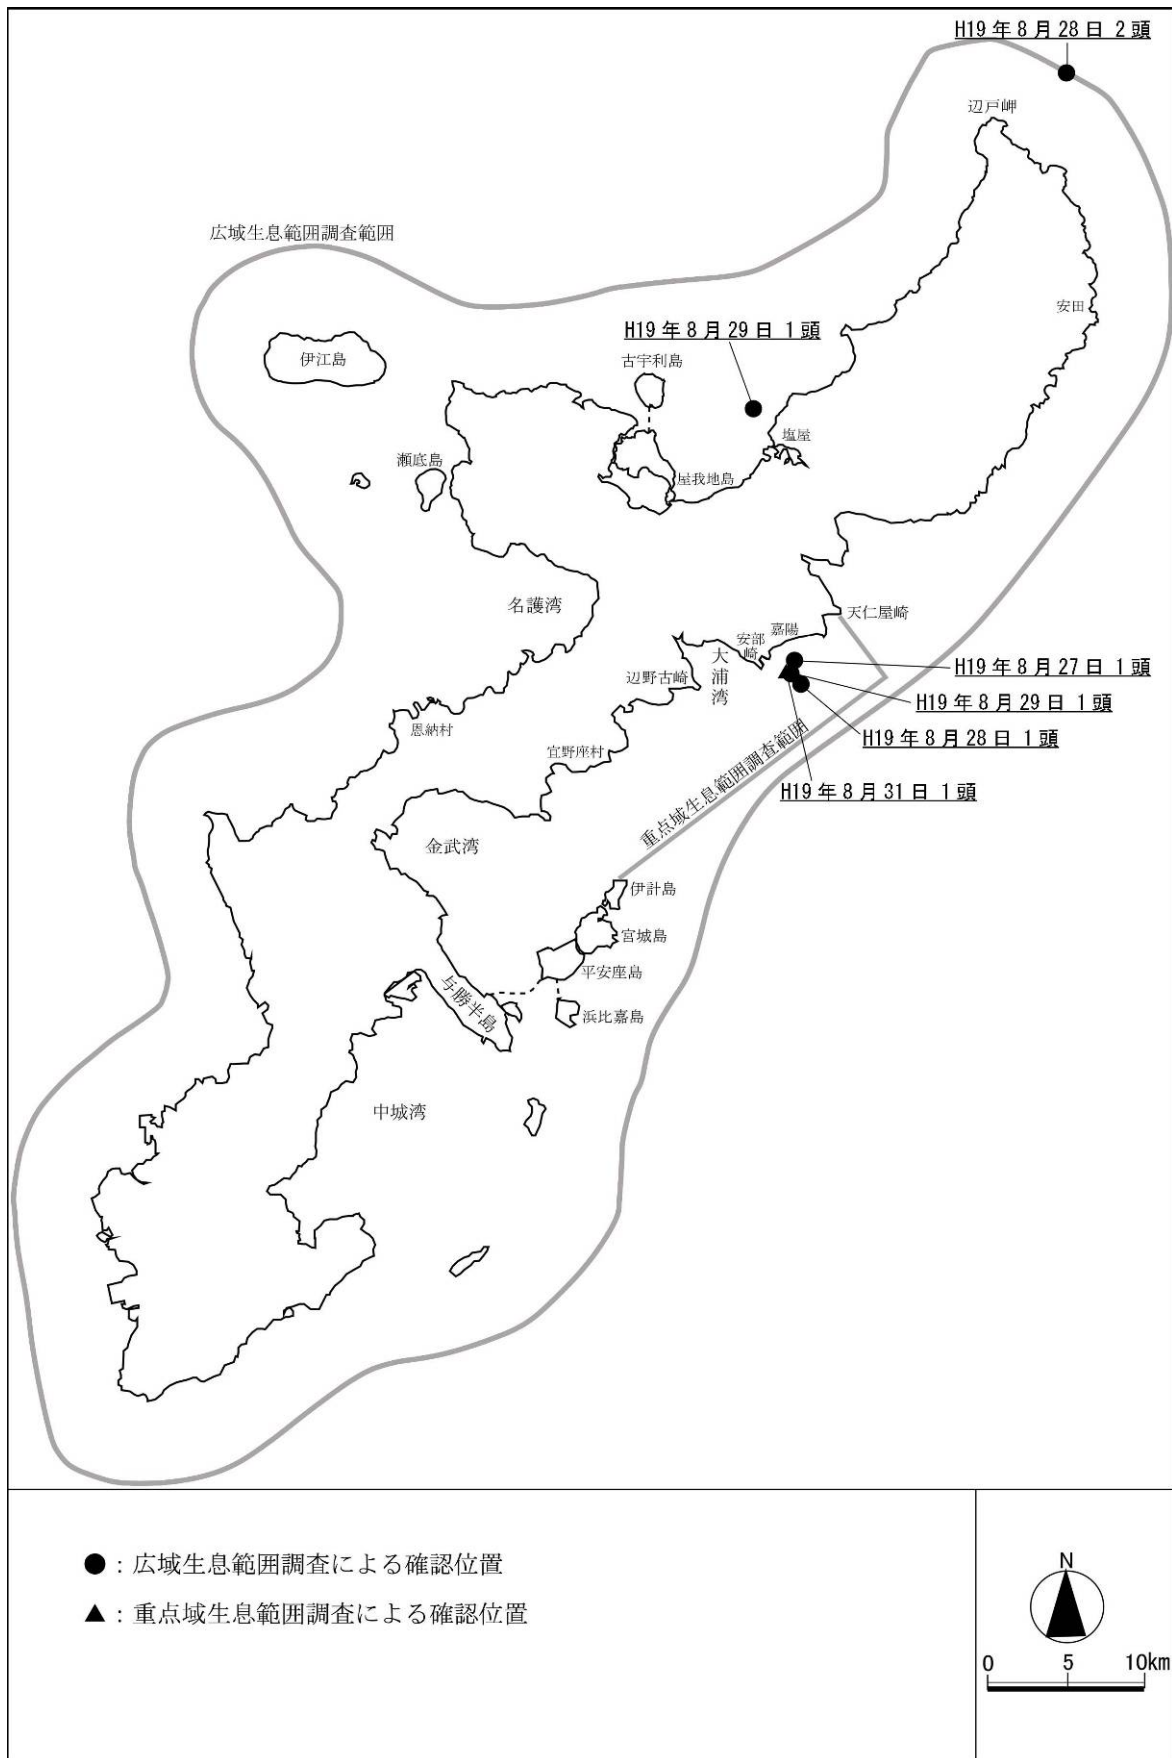 H19年8月28日 2頭
辺戸岬
広域生息範囲調査範囲
安田
H19年8月29日 1頭
古宇利島
伊江島
塩屋
瀬底島
屋我地島
名護湾
天仁屋崎
嘉陽
安部
崎
大浦湾
辺野古崎
H19年8月27日 1頭
H19年8月29日 1頭
H19年8月28日 1頭
恩納村
宜野座村
重点域生息範囲調査範囲
H19年8月31日 1頭
金武湾
伊計島
宮城島
平安座島
与勝半島
浜比嘉島
中城湾
●：広域生息範囲調査による確認位置
▲：重点域生息範囲調査による確認位置
N
0 5 10km